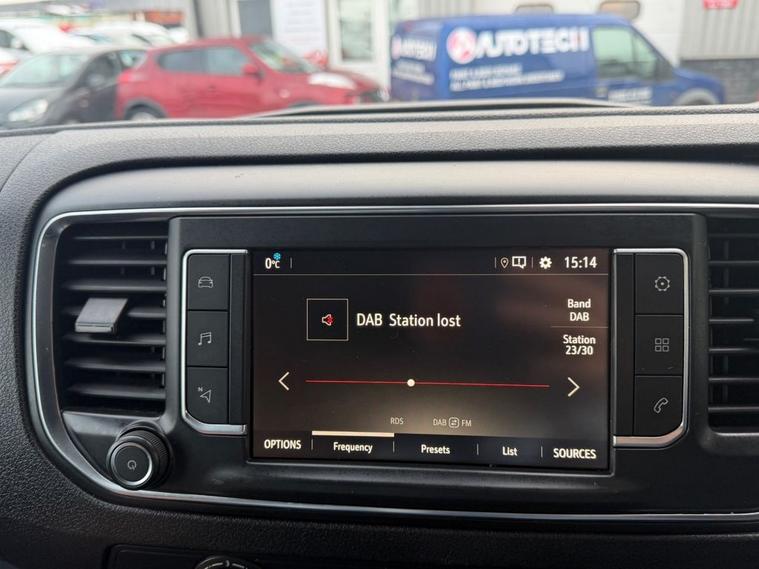 AUTOTECH
0°C
15:14
DAB Station lost
Band
DAB
Station
23/30
RDS
DAB FM
OPTIONS
Frequency
Presets
List
SOURCES
N